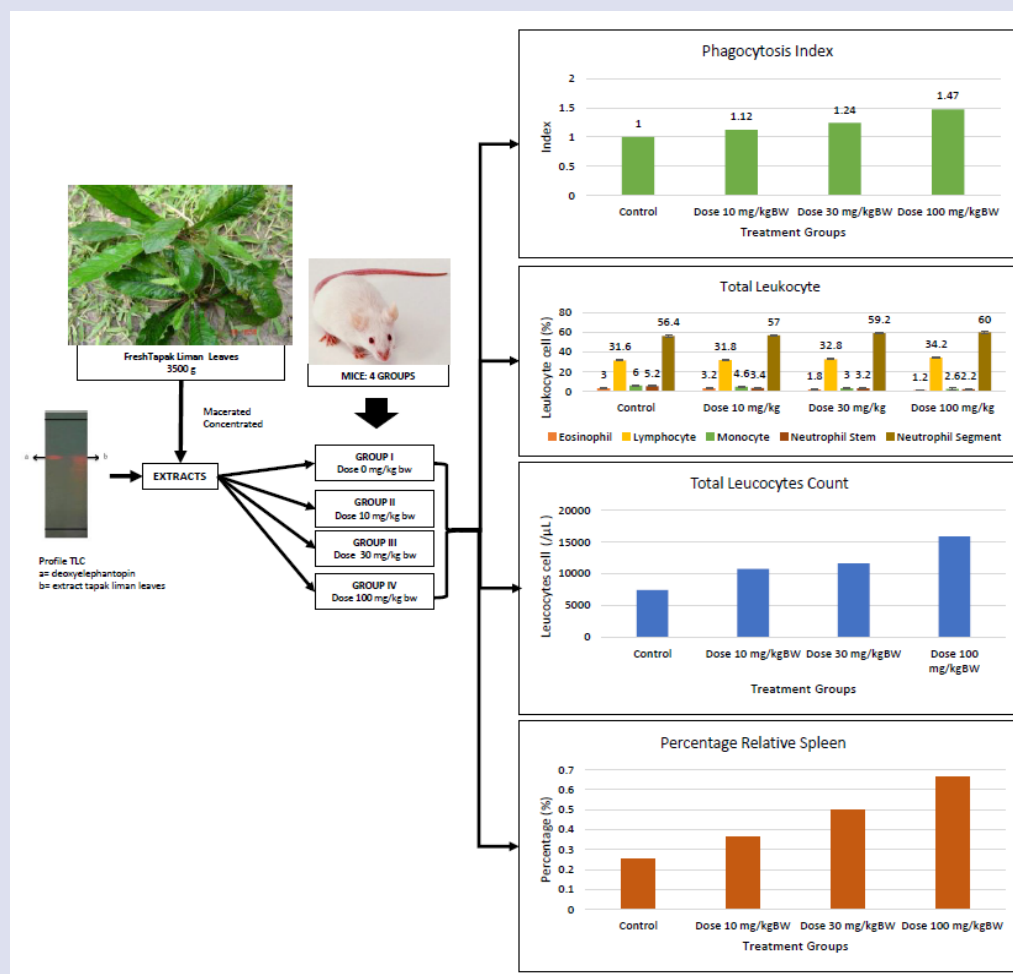 FreshTapak Liman Leaves
3500 g
MICE: 4 GROUPS
Macerated
Concentrated
a
b
EXTRACTS
Profile TLC
a= deoxyelephantopin
b= extract tapak liman leaves
GROUP I
Dose 0 mg/kg bw
GROUP II
Dose 10 mg/kg bw
GROUP III
Dose 30 mg/kg bw
GROUP IV
Dose 100 mg/kg bw
Phagocytosis Index
Index
2
1.5
1
0.5
0
1
1.12
1.24
1.47
Control
Dose 10 mg/kgBW
Dose 30 mg/kgBW
Dose 100 mg/kgBW
Treatment Groups
Total Leukocyte
Leukocyte cell (%)
80
60
40
20
0
3 31.6 6 5.2 56.4
3.2 31.8 4.6 3.4 57
1.8 32.8 3 3.2 59.2
1.2 34.2 2.6 2.2 60
Control
Dose 10 mg/kg
Dose 30 mg/kg
Dose 100 mg/kg
Eosinophil Lymphocyte Monocyte Neutrophil Stem Neutrophil Segment
Total Leucocytes Count
Leucocytes cell (/µL)
20000
15000
10000
5000
0
Control
Dose 10 mg/kgBW
Dose 30 mg/kgBW
Dose 100
mg/kgBW
Treatment Groups
Percentage Relative Spleen
Percentage (%)
0.7
0.6
0.5
0.4
0.3
0.2
0.1
0
Control
Dose 10 mg/kgBW
Dose 30 mg/kgBW
Dose 100 mg/kgBW
Treatment Groups